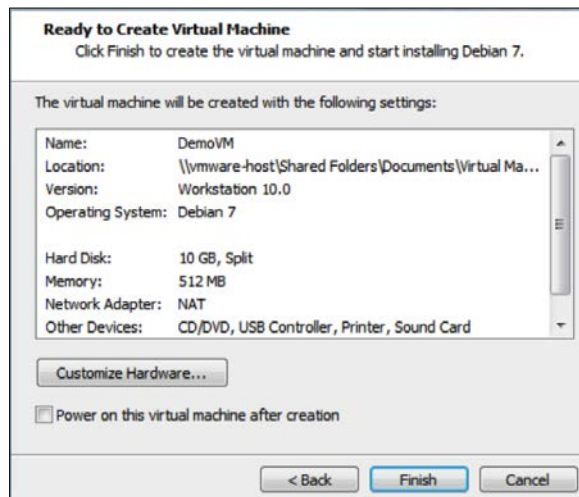 Ready to Create Virtual Machine
Click Finish to create the virtual machine and start installing Debian 7.
The virtual machine will be created with the following settings:
Name: DemoVM
Location: \\vmware-host\Shared Folders\Documents\Virtual Ma...
Version: Workstation 10.0
Operating System: Debian 7
Hard Disk: 10 GB, Split
Memory: 512 MB
Network Adapter: NAT
Other Devices: CD/DVD, USB Controller, Printer, Sound Card
Customize Hardware...
Power on this virtual machine after creation
< Back Finish Cancel